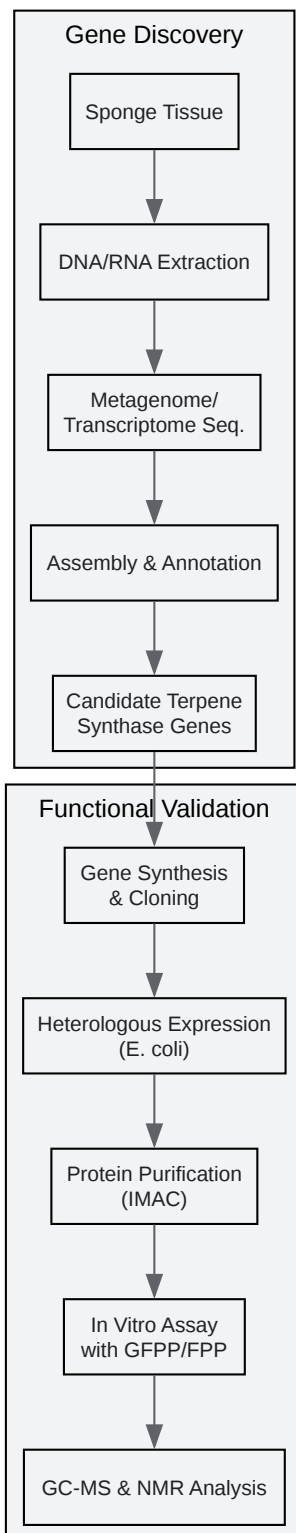 Gene Discovery
Sponge Tissue
DNA/RNA Extraction
Metagenome/
Transcriptome Seq.
Assembly & Annotation
Candidate Terpene
Synthase Genes
Functional Validation
Gene Synthesis
& Cloning
Heterologous Expression
(E. coli)
Protein Purification
(IMAC)
In Vitro Assay
with GFPP/FPP
GC-MS & NMR Analysis